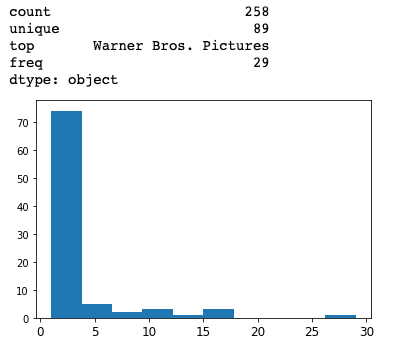 count 258
unique 89
top Warner Bros. Pictures
freq 29
dtype: object
70
60
50
40
30
20
10
0
0 5 10 15 20 25 30